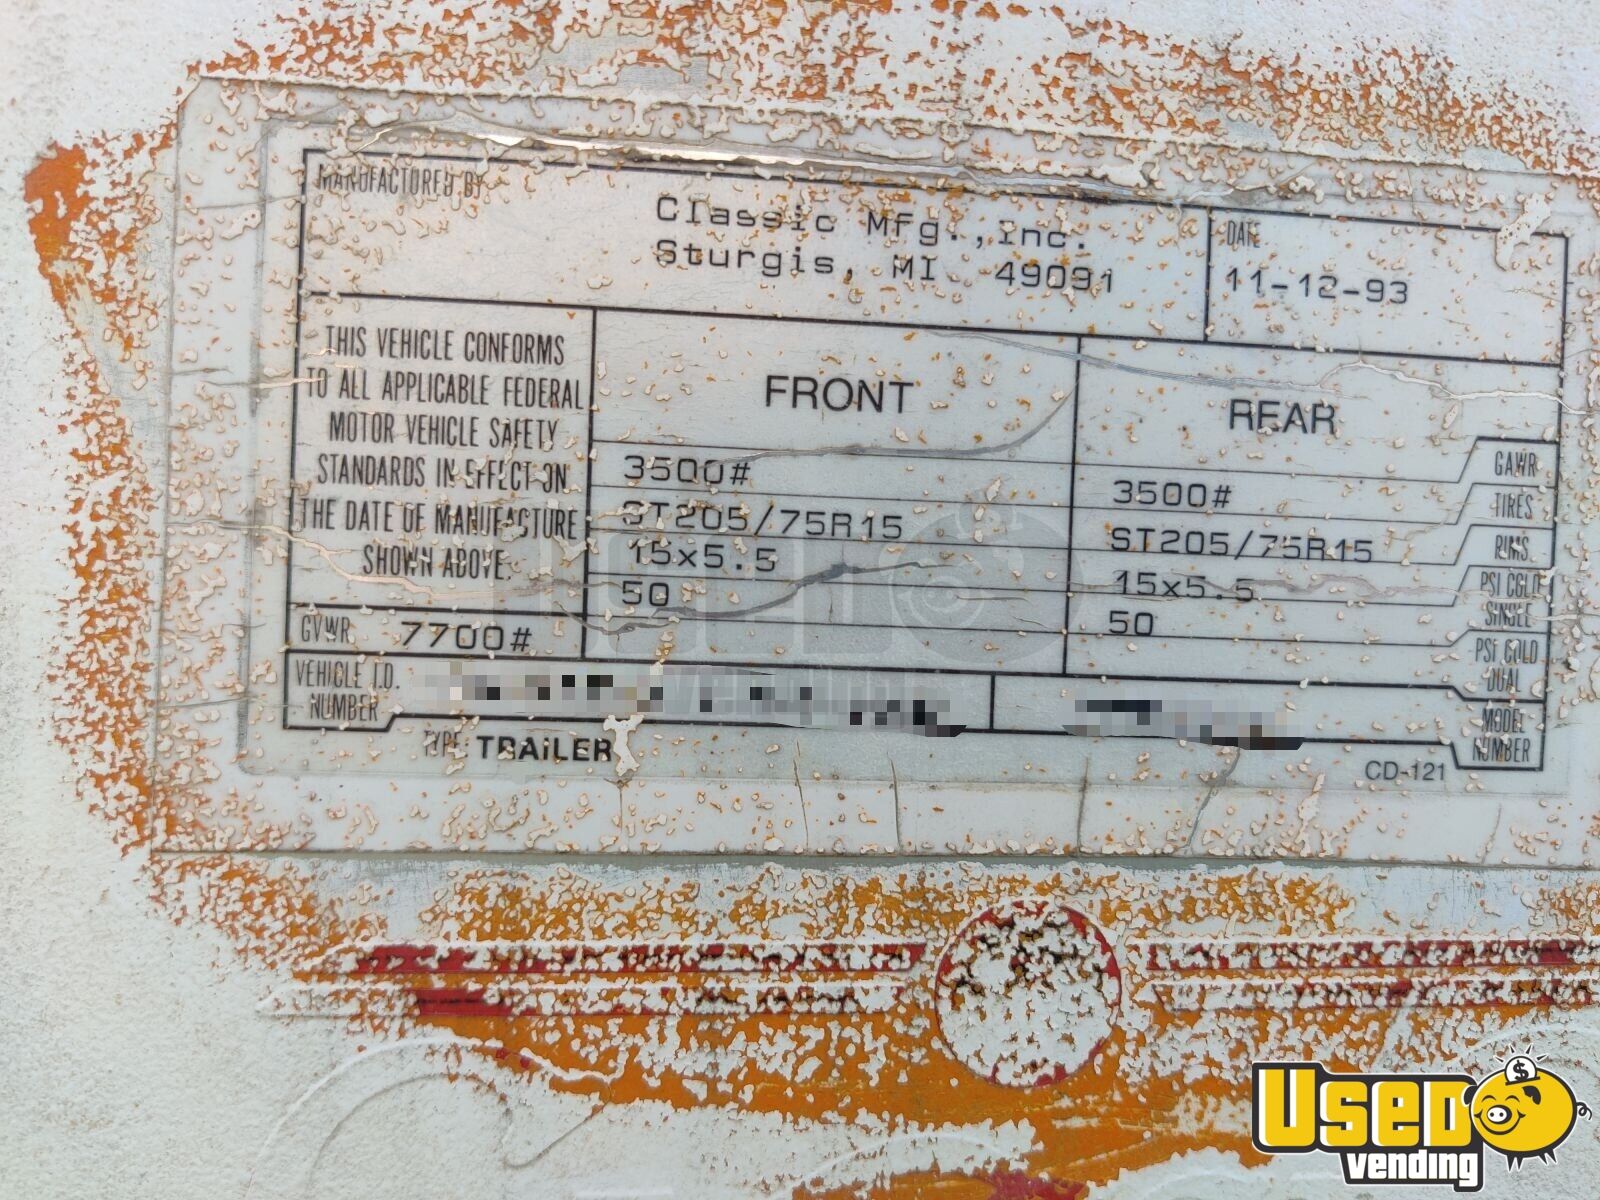 MANUFACTURED BY
Classic Mfg., Inc.
Sturgis, MI 49091
DATE
11-12-93
THIS VEHICLE CONFORMS
TO ALL APPLICABLE FEDERAL
MOTOR VEHICLE SAFETY
STANDARDS IN EFFECT ON
THE DATE OF MANUFACTURE
SHOWN ABOVE.
FRONT
REAR
3500#
3500#
GAWR
ST205/75R15
ST205/75R15
TIRES
15x5.5
15x5.5
RIMS
50
50
PSI COLD
SINGLE
PSI COLD
DUAL
GVWR 7700#
VEHICLE I.D.
NUMBER
MODEL
NUMBER
TYPE: TRAILER
CD-121
USED
vending